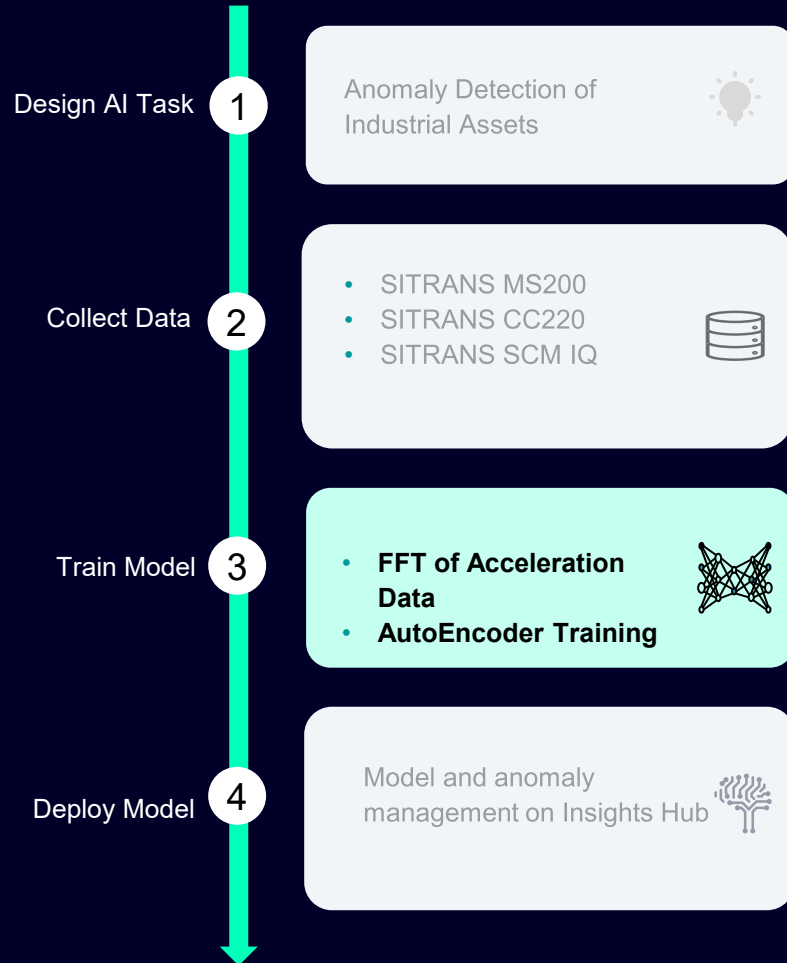 Design AI Task
1
Anomaly Detection of
Industrial Assets
Collect Data
2
• SITRANS MS200
• SITRANS CC220
• SITRANS SCM IQ
Train Model
3
• FFT of Acceleration
Data
• AutoEncoder Training
Deploy Model
4
Model and anomaly
management on Insights Hub